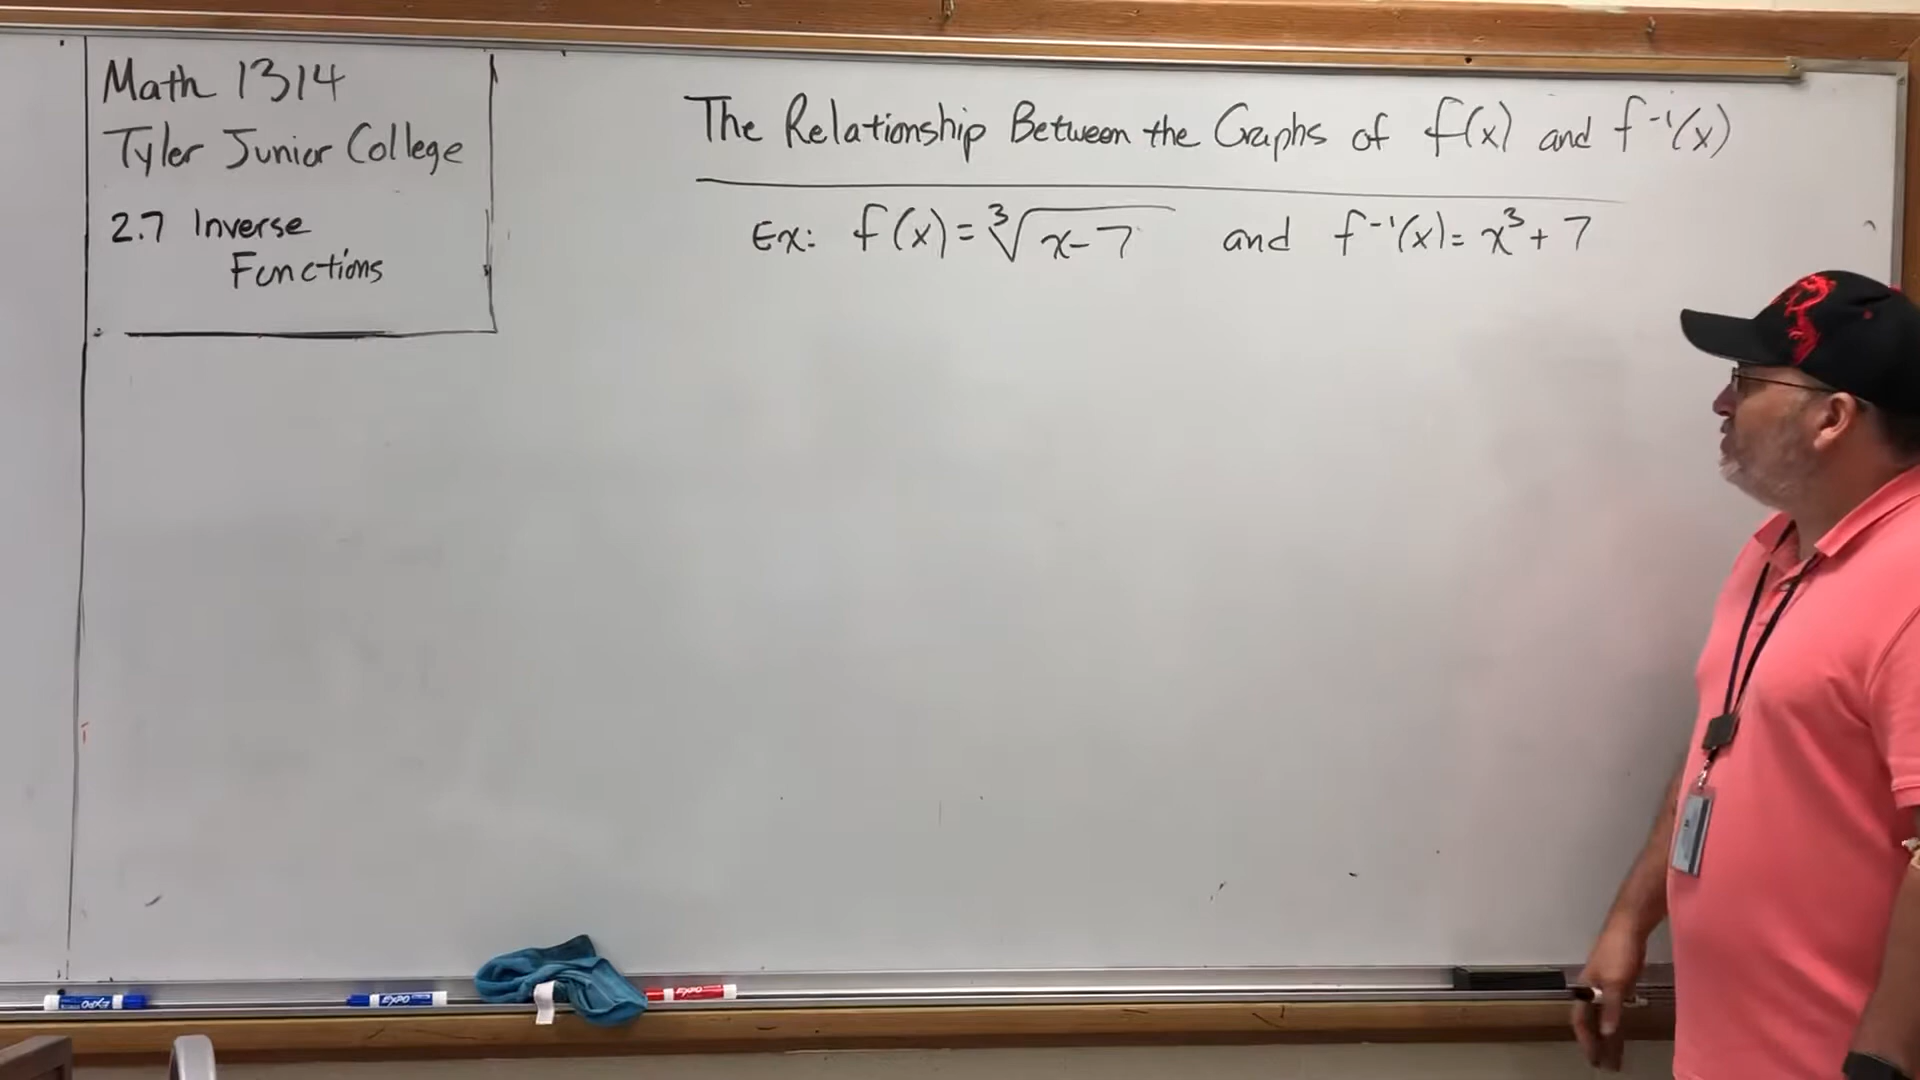 Math 1314
Tyler Junior College
2.7 Inverse
Functions
The Relationship Between the Graphs of f(x) and f⁻¹(x)
Ex: f(x) = ∛(x-7) and f⁻¹(x) = x³ + 7
EXPO
EXPO
EXPO